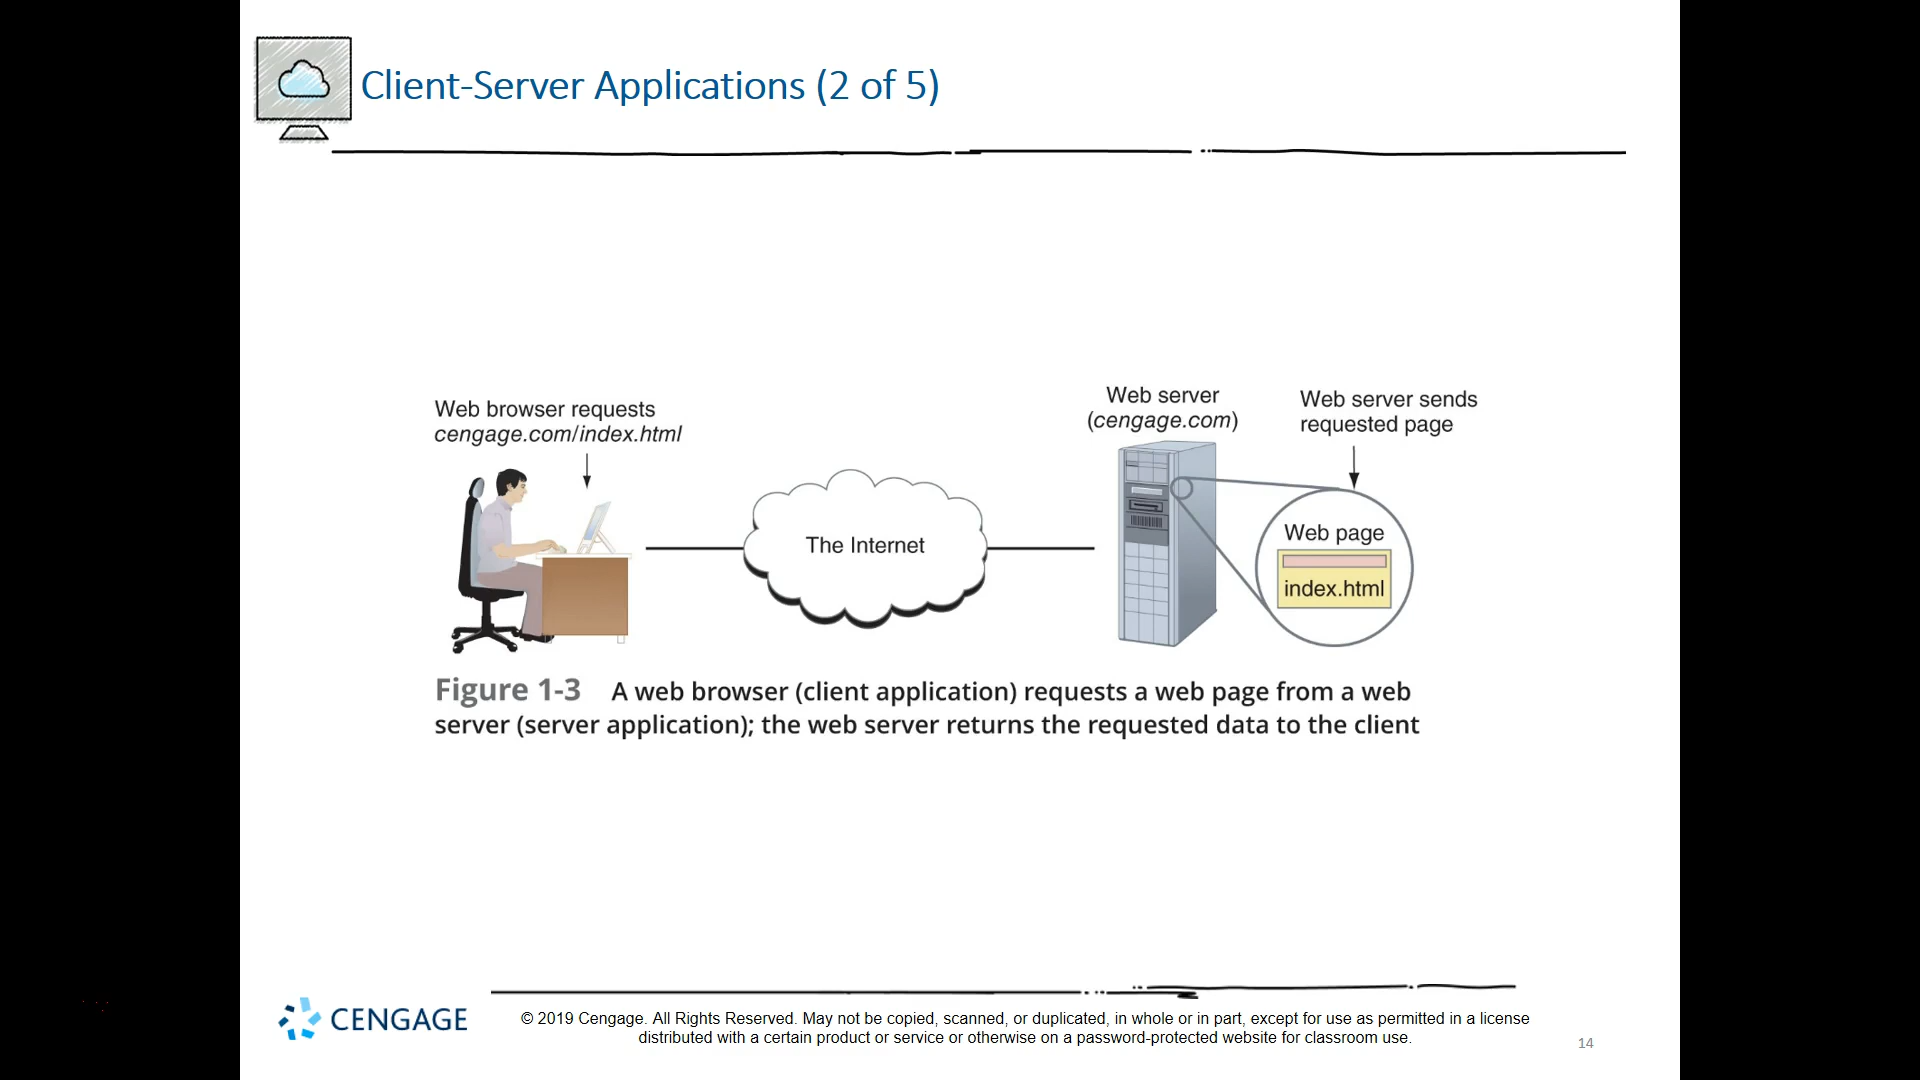 Client-Server Applications (2 of 5)
Web browser requests
cengage.com/index.html
Web server
(cengage.com)
Web server sends
requested page
The Internet
Web page
index.html
Figure 1-3 A web browser (client application) requests a web page from a web
server (server application); the web server returns the requested data to the client
CENGAGE
© 2019 Cengage. All Rights Reserved. May not be copied, scanned, or duplicated, in whole or in part, except for use as permitted in a license
distributed with a certain product or service or otherwise on a password-protected website for classroom use.
14